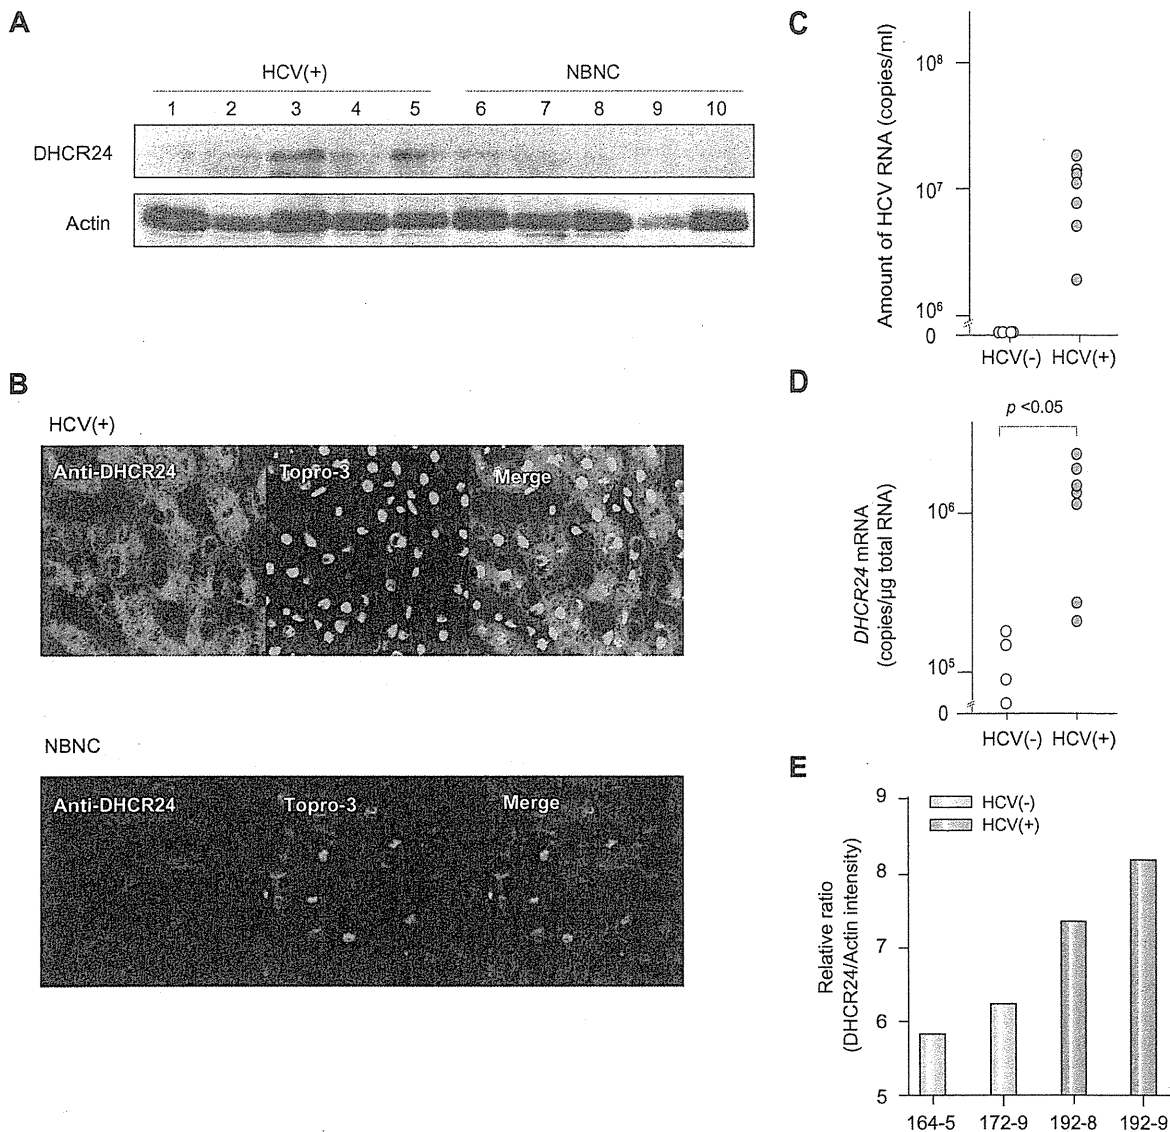 A
HCV(+)
NBNC
1 2 3 4 5 6 7 8 9 10
DHCR24
Actin
B
HCV(+)
Anti-DHCR24
Topro-3
Merge
NBNC
Anti-DHCR24
Topro-3
Merge
C
Amount of HCV RNA (copies/ml)
10⁸
10⁷
10⁶
0
HCV(-) HCV(+)
D
p <0.05
DHCR24 mRNA
(copies/µg total RNA)
10⁶
10⁵
0
HCV(-) HCV(+)
E
Relative ratio
(DHCR24/Actin intensity)
9
8
7
6
5
HCV(-)
HCV(+)
164-5 172-9 192-8 192-9